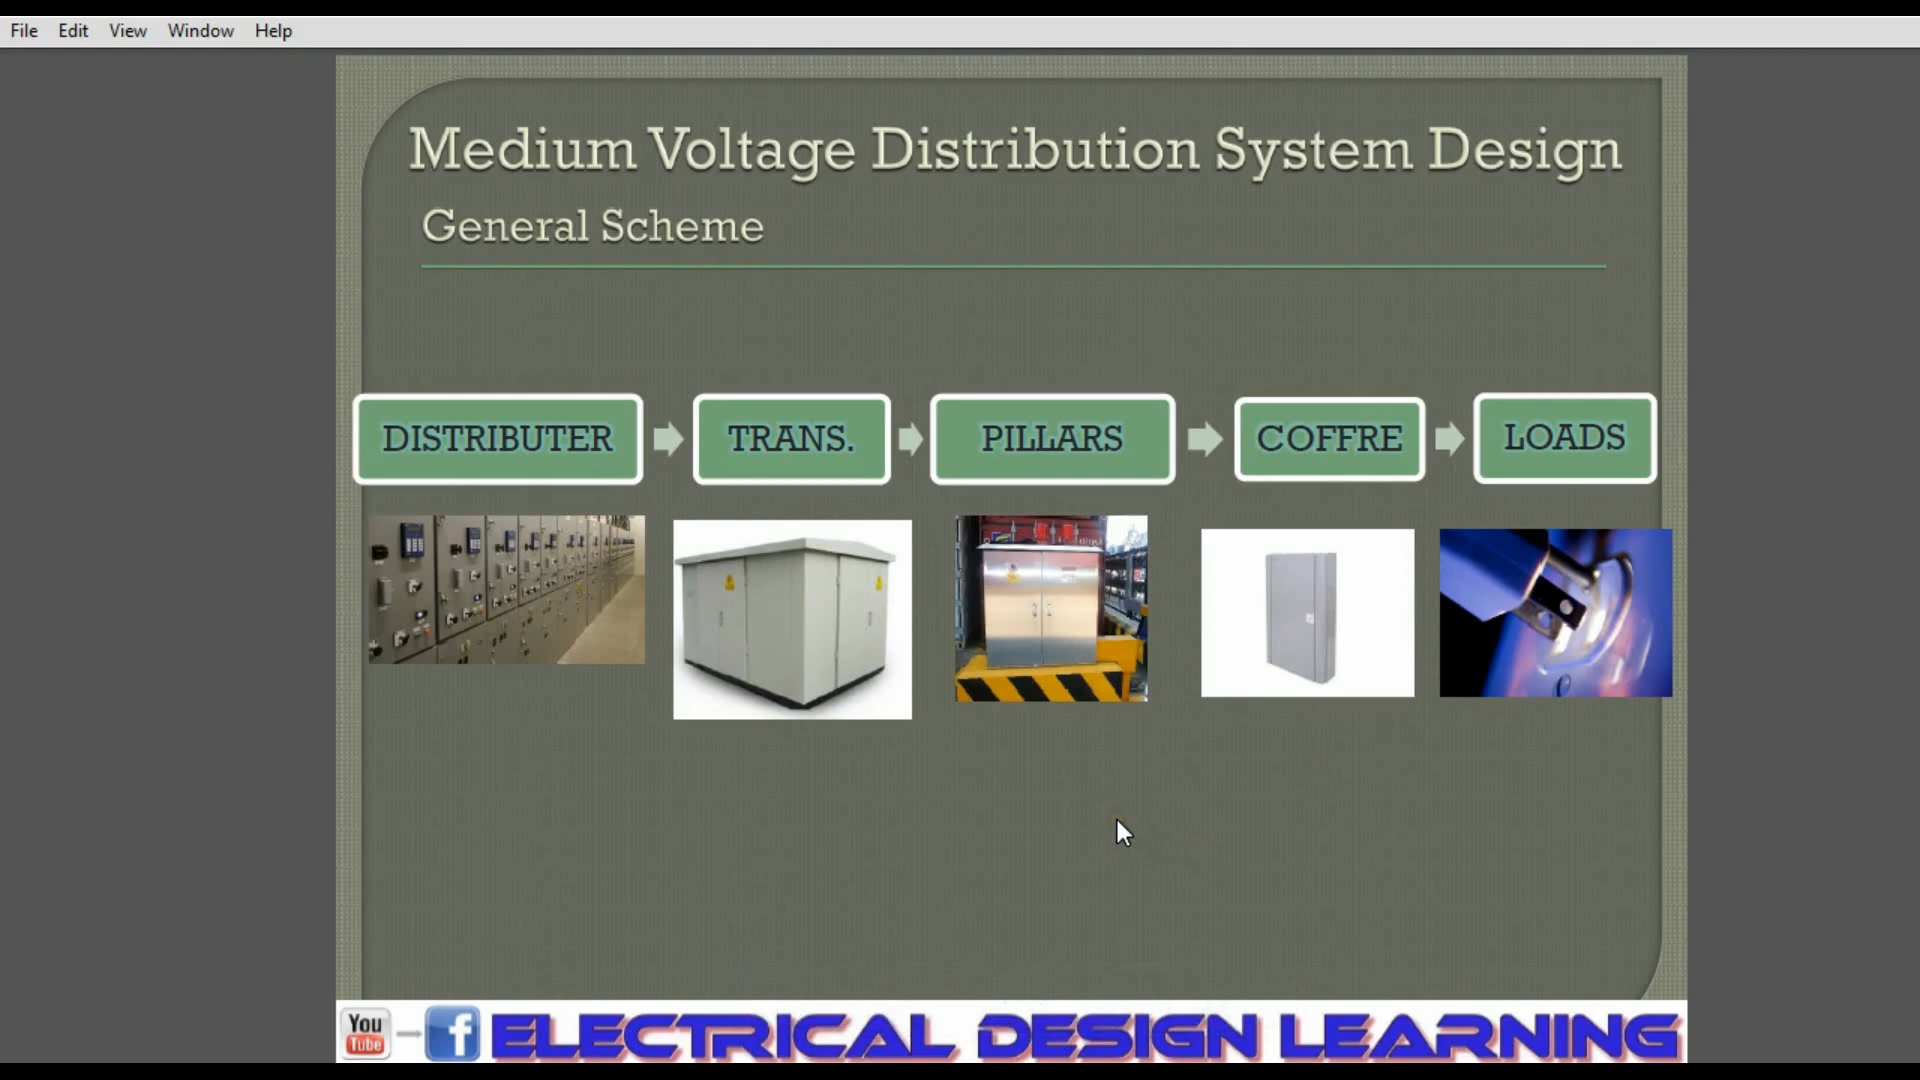 File Edit View Window Help
Medium Voltage Distribution System Design
General Scheme
DISTRIBUTER TRANS. PILLARS COFFRE LOADS
You Tube f ELECTRICAL DESIGN LEARNING